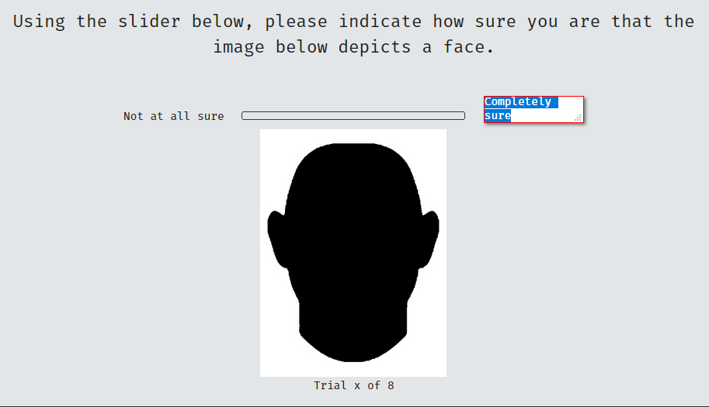 Using the slider below, please indicate how sure you are that the
image below depicts a face.
Not at all sure
Completely
sure
Trial x of 8